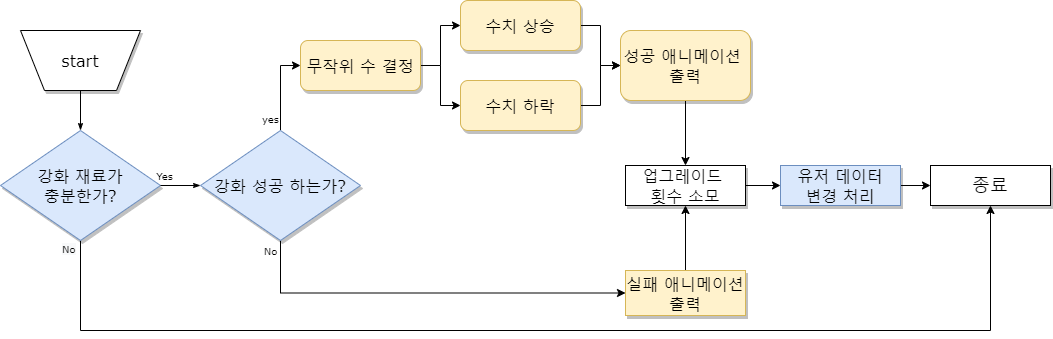 start
강화 재료가
충분한가?
Yes
No
강화 성공 하는가?
yes
No
무작위 수 결정
수치 상승
수치 하락
성공 애니메이션
출력
업그레이드
횟수 소모
유저 데이터
변경 처리
종료
실패 애니메이션
출력